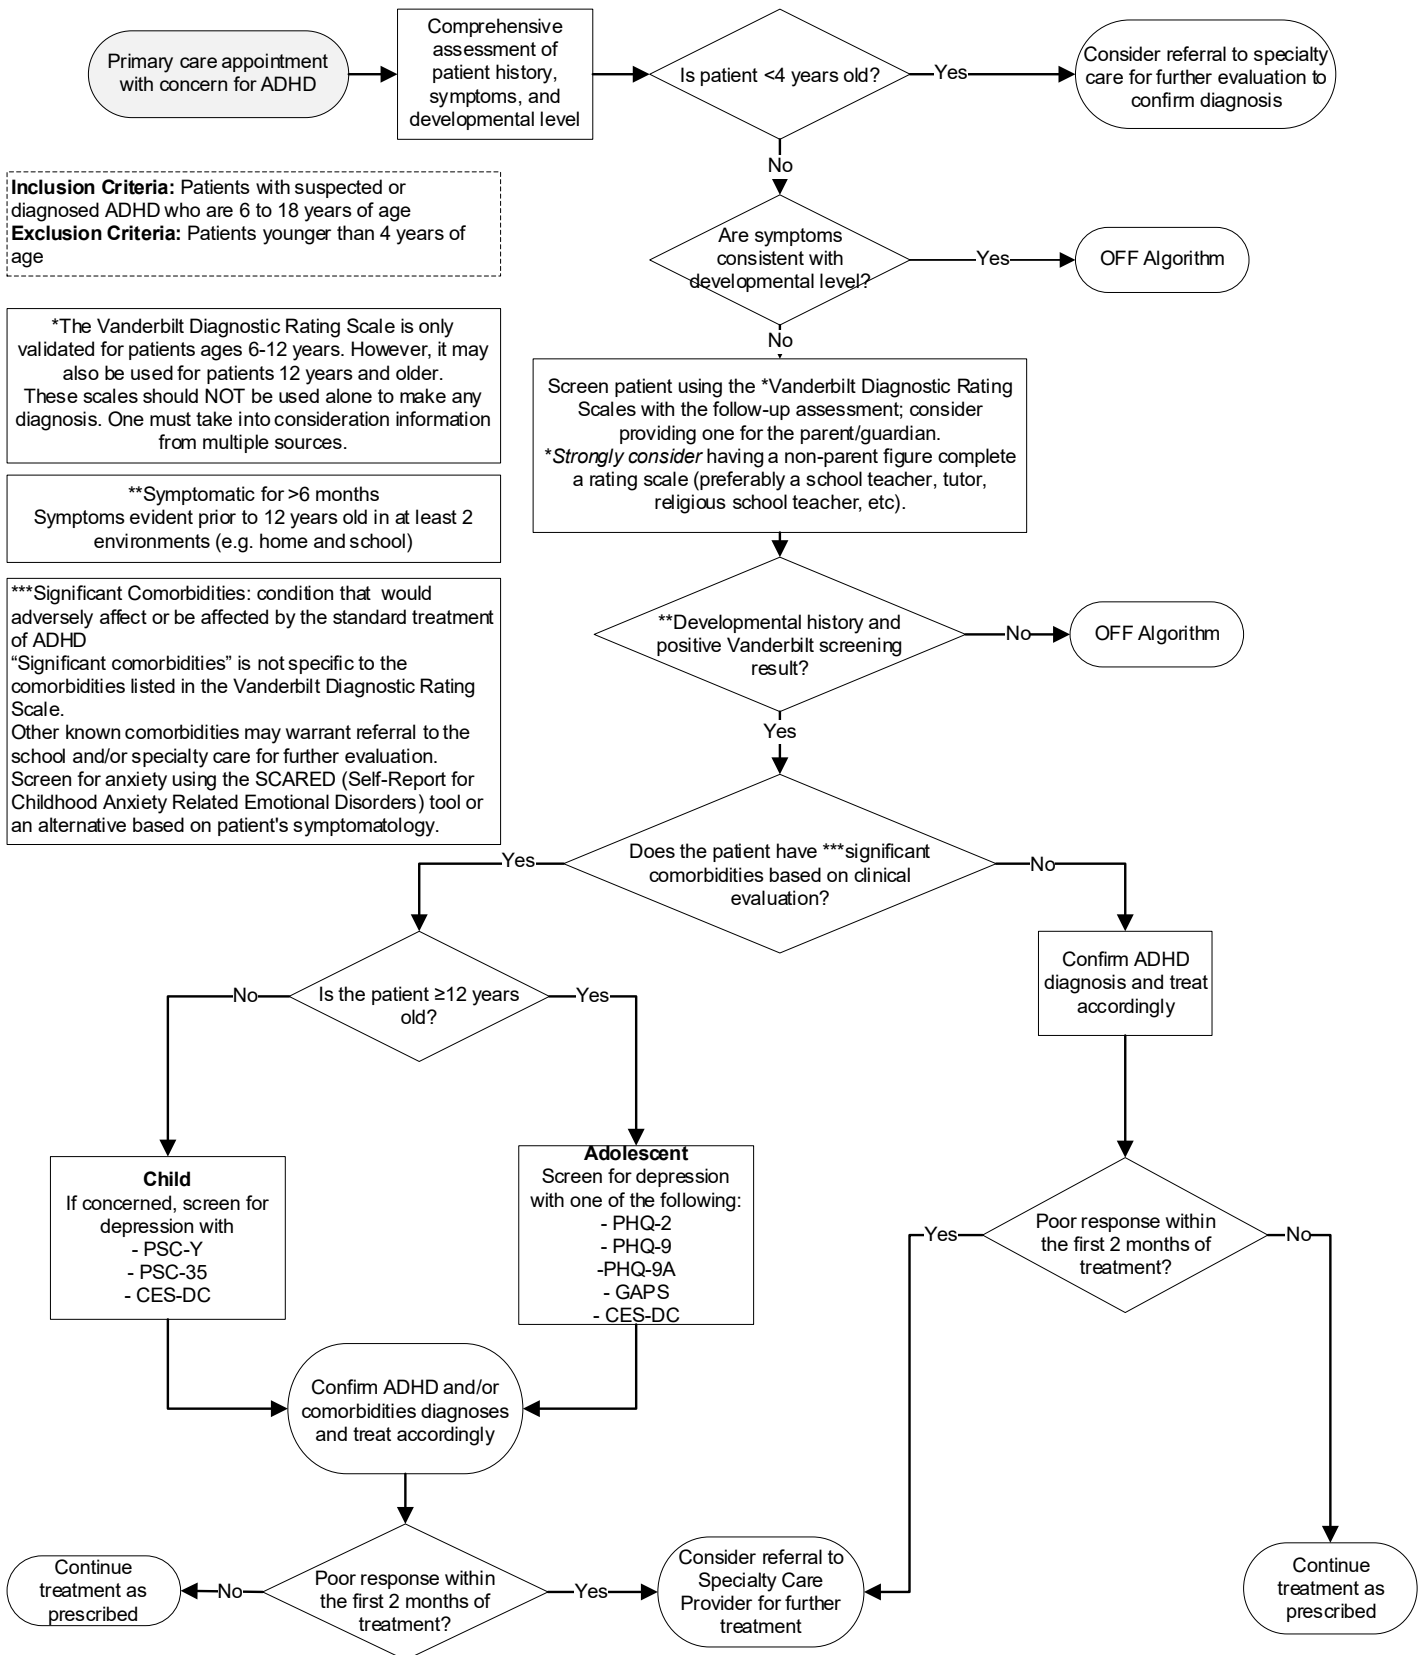 Primary care appointment
with concern for ADHD
Comprehensive
assessment of
patient history,
symptoms, and
developmental level
Is patient <4 years old?
Yes
Consider referral to specialty
care for further evaluation to
confirm diagnosis
No
Inclusion Criteria: Patients with suspected or
diagnosed ADHD who are 6 to 18 years of age
Exclusion Criteria: Patients younger than 4 years of
age
Are symptoms
consistent with
developmental level?
Yes
OFF Algorithm
No
*The Vanderbilt Diagnostic Rating Scale is only
validated for patients ages 6-12 years. However, it may
also be used for patients 12 years and older.
These scales should NOT be used alone to make any
diagnosis. One must take into consideration information
from multiple sources.
Screen patient using the *Vanderbilt Diagnostic Rating
Scales with the follow-up assessment; consider
providing one for the parent/guardian.
*Strongly consider having a non-parent figure complete
a rating scale (preferably a school teacher, tutor,
religious school teacher, etc).
**Symptomatic for >6 months
Symptoms evident prior to 12 years old in at least 2
environments (e.g. home and school)
***Significant Comorbidities: condition that would
adversely affect or be affected by the standard treatment
of ADHD
“Significant comorbidities” is not specific to the
comorbidities listed in the Vanderbilt Diagnostic Rating
Scale.
Other known comorbidities may warrant referral to the
school and/or specialty care for further evaluation.
Screen for anxiety using the SCARED (Self-Report for
Childhood Anxiety Related Emotional Disorders) tool or
an alternative based on patient's symptomatology.
**Developmental history and
positive Vanderbilt screening
result?
No
OFF Algorithm
Yes
Does the patient have ***significant
comorbidities based on clinical
evaluation?
Yes
No
Is the patient ≥12 years
old?
No
Yes
Confirm ADHD
diagnosis and treat
accordingly
Child
If concerned, screen for
depression with
- PSC-Y
- PSC-35
- CES-DC
Adolescent
Screen for depression
with one of the following:
- PHQ-2
- PHQ-9
-PHQ-9A
- GAPS
- CES-DC
Poor response within
the first 2 months of
treatment?
Yes
No
Confirm ADHD and/or
comorbidities diagnoses
and treat accordingly
Continue
treatment as
prescribed
No
Poor response within
the first 2 months of
treatment?
Yes
Consider referral to
Specialty Care
Provider for further
treatment
Continue
treatment as
prescribed